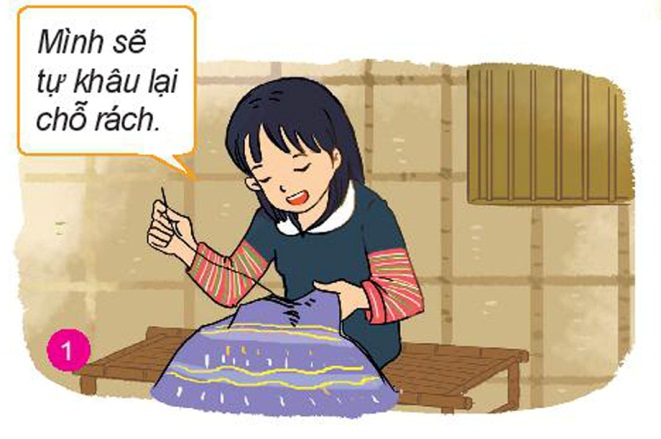 Mình sẽ
tự khâu lại
chỗ rách.
1